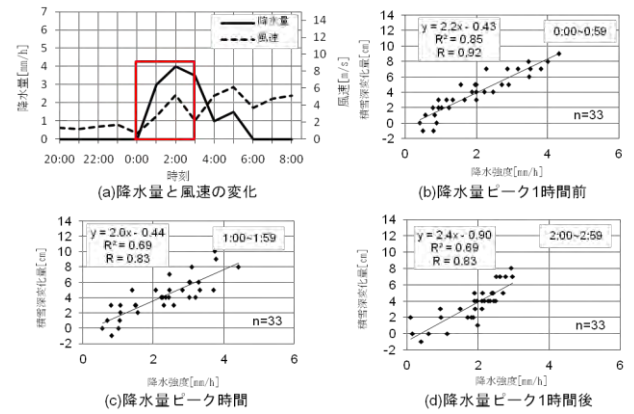 7
6
5
4
3
2
1
0
降水量[mm/h]
降水量
風速
14
12
10
8
6
4
2
0
風速[m/s]
20:00 22:00 0:00 2:00 4:00 6:00 8:00
時刻
(a)降水量と風速の変化
14
12
10
8
6
4
2
0
-2
積雪深変化量[cm]
y = 2.2x - 0.43
R² = 0.85
R = 0.92
0:00~0:59
n=33
0 2 4 6
降水強度[mm/h]
(b)降水量ピーク1時間前
14
12
10
8
6
4
2
0
-2
積雪深変化量[cm]
y = 2.0x - 0.44
R² = 0.69
R = 0.83
1:00~1:59
n=33
0 2 4 6
降水強度[mm/h]
(c)降水量ピーク時間
14
12
10
8
6
4
2
0
-2
積雪深変化量[cm]
y = 2.4x - 0.90
R² = 0.69
R = 0.83
2:00~2:59
n=33
0 2 4 6
降水強度[mm/h]
(d)降水量ピーク1時間後